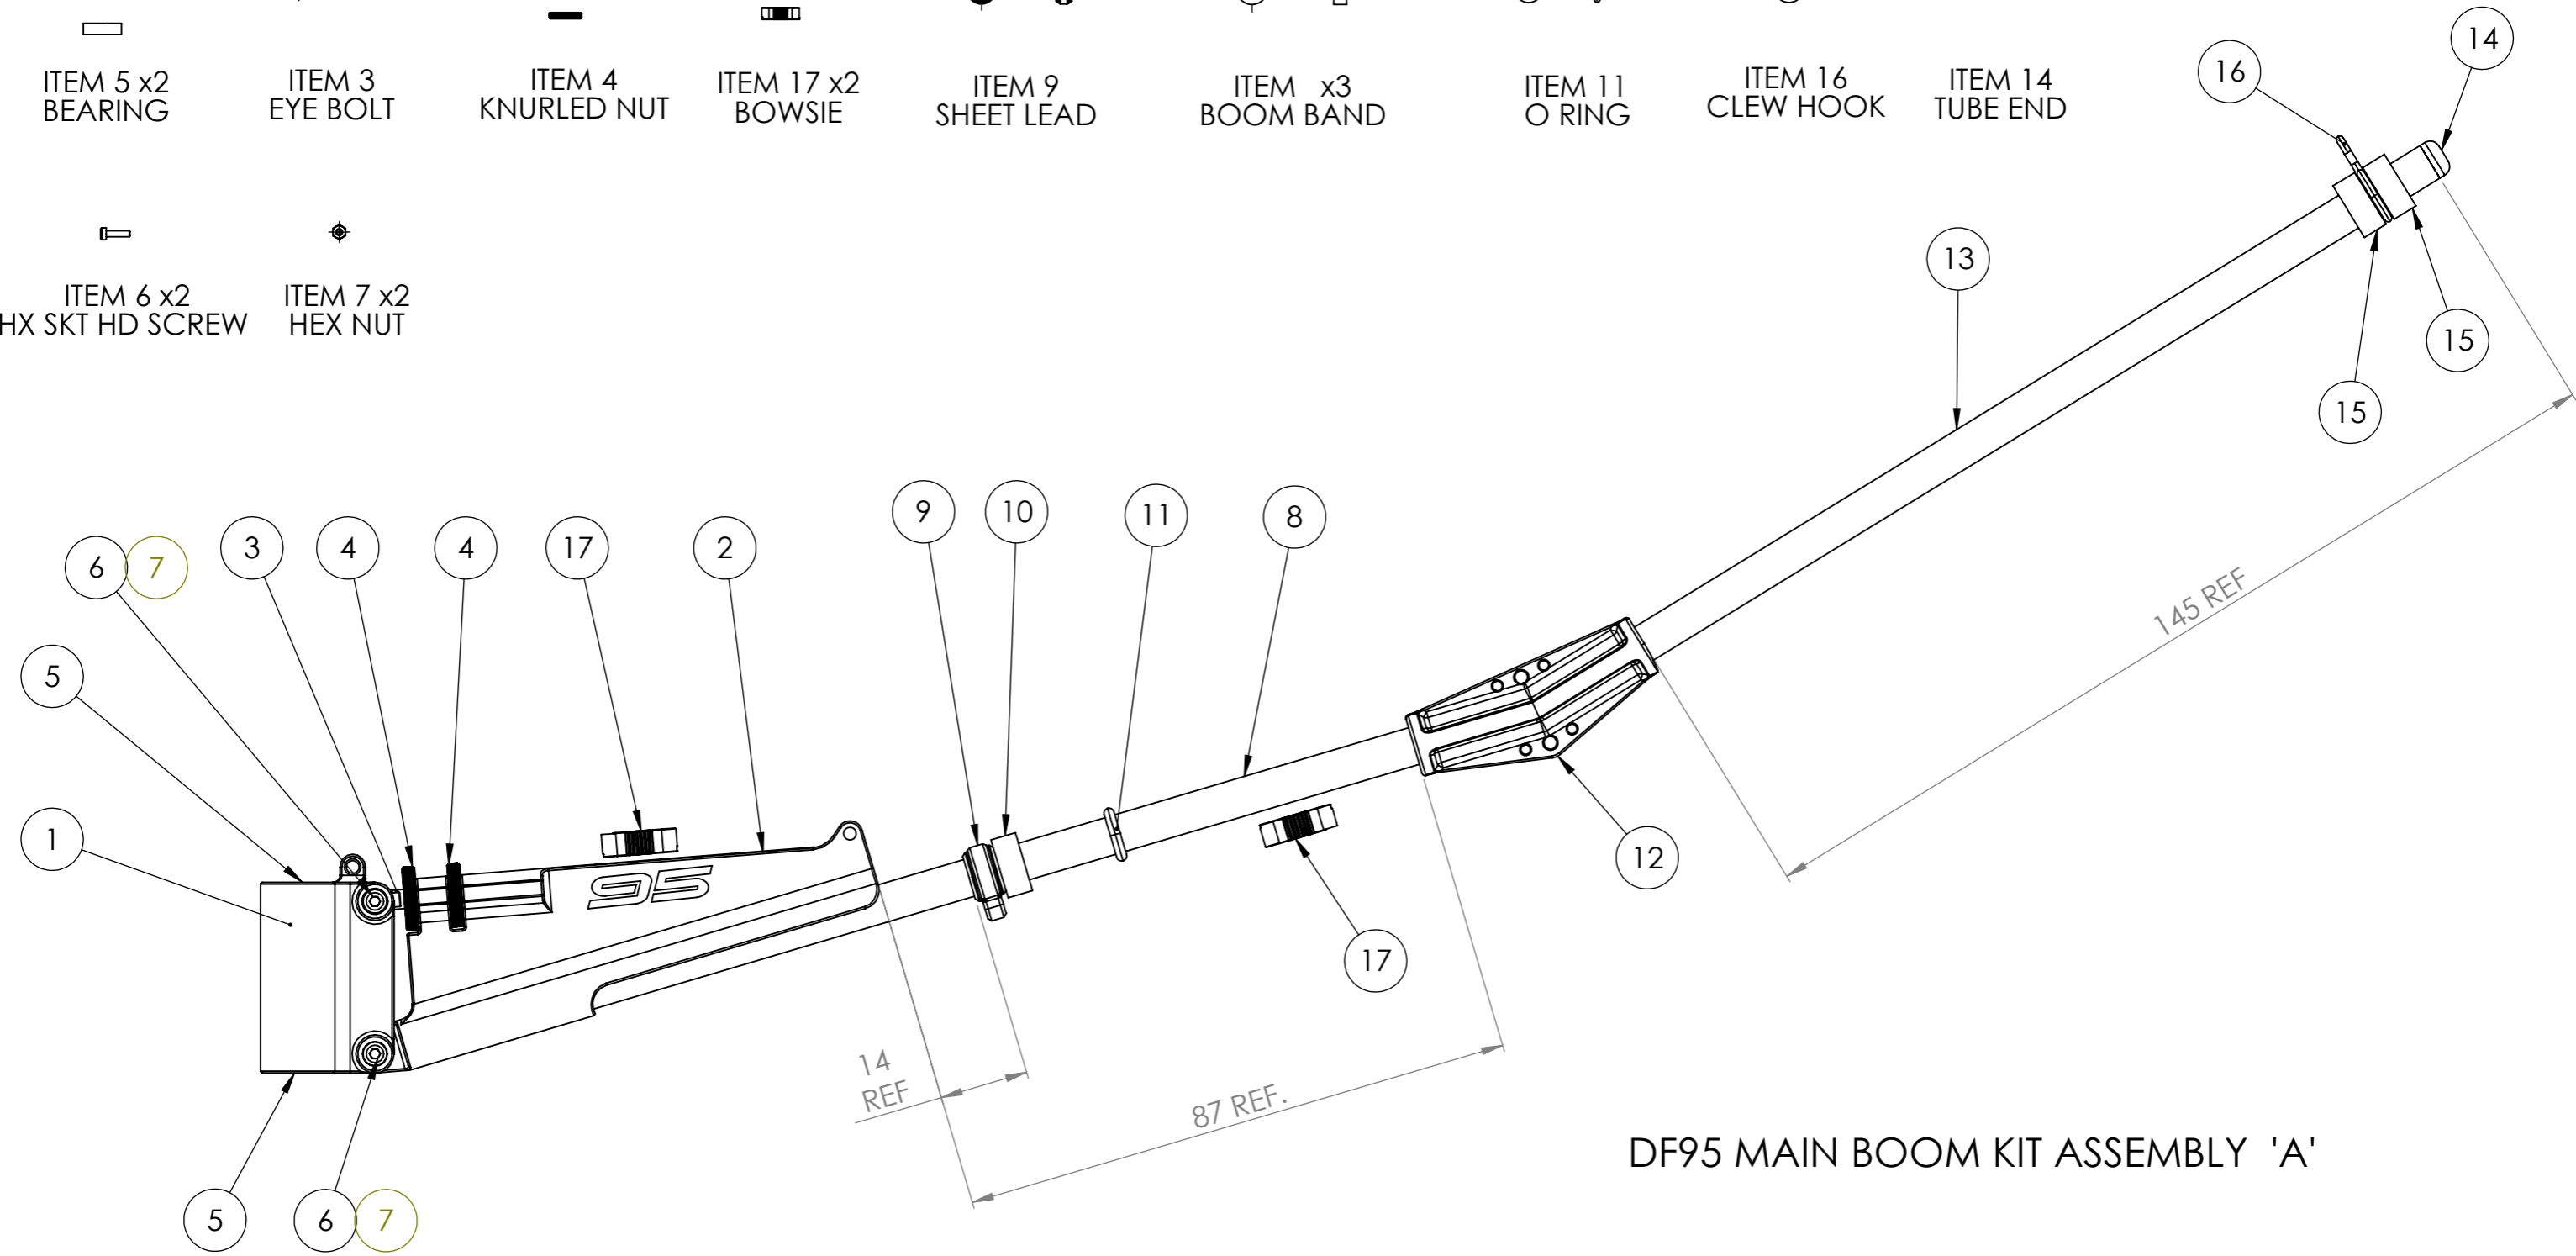 ITEM 5 x2
BEARING
ITEM 3
EYE BOLT
ITEM 4
KNURLED NUT
ITEM 17 x2
BOWSIE
ITEM 9
SHEET LEAD
ITEM x3
BOOM BAND
ITEM 11
O RING
ITEM 16
CLEW HOOK
ITEM 14
TUBE END
16
14
ITEM 6 x2
HX SKT HD SCREW
ITEM 7 x2
HEX NUT
13
15
15
6
7
3
4
4
17
2
9
10
11
8
145 REF
5
1
95
12
17
14
REF
87 REF.
5
6
7
DF95 MAIN BOOM KIT ASSEMBLY 'A'